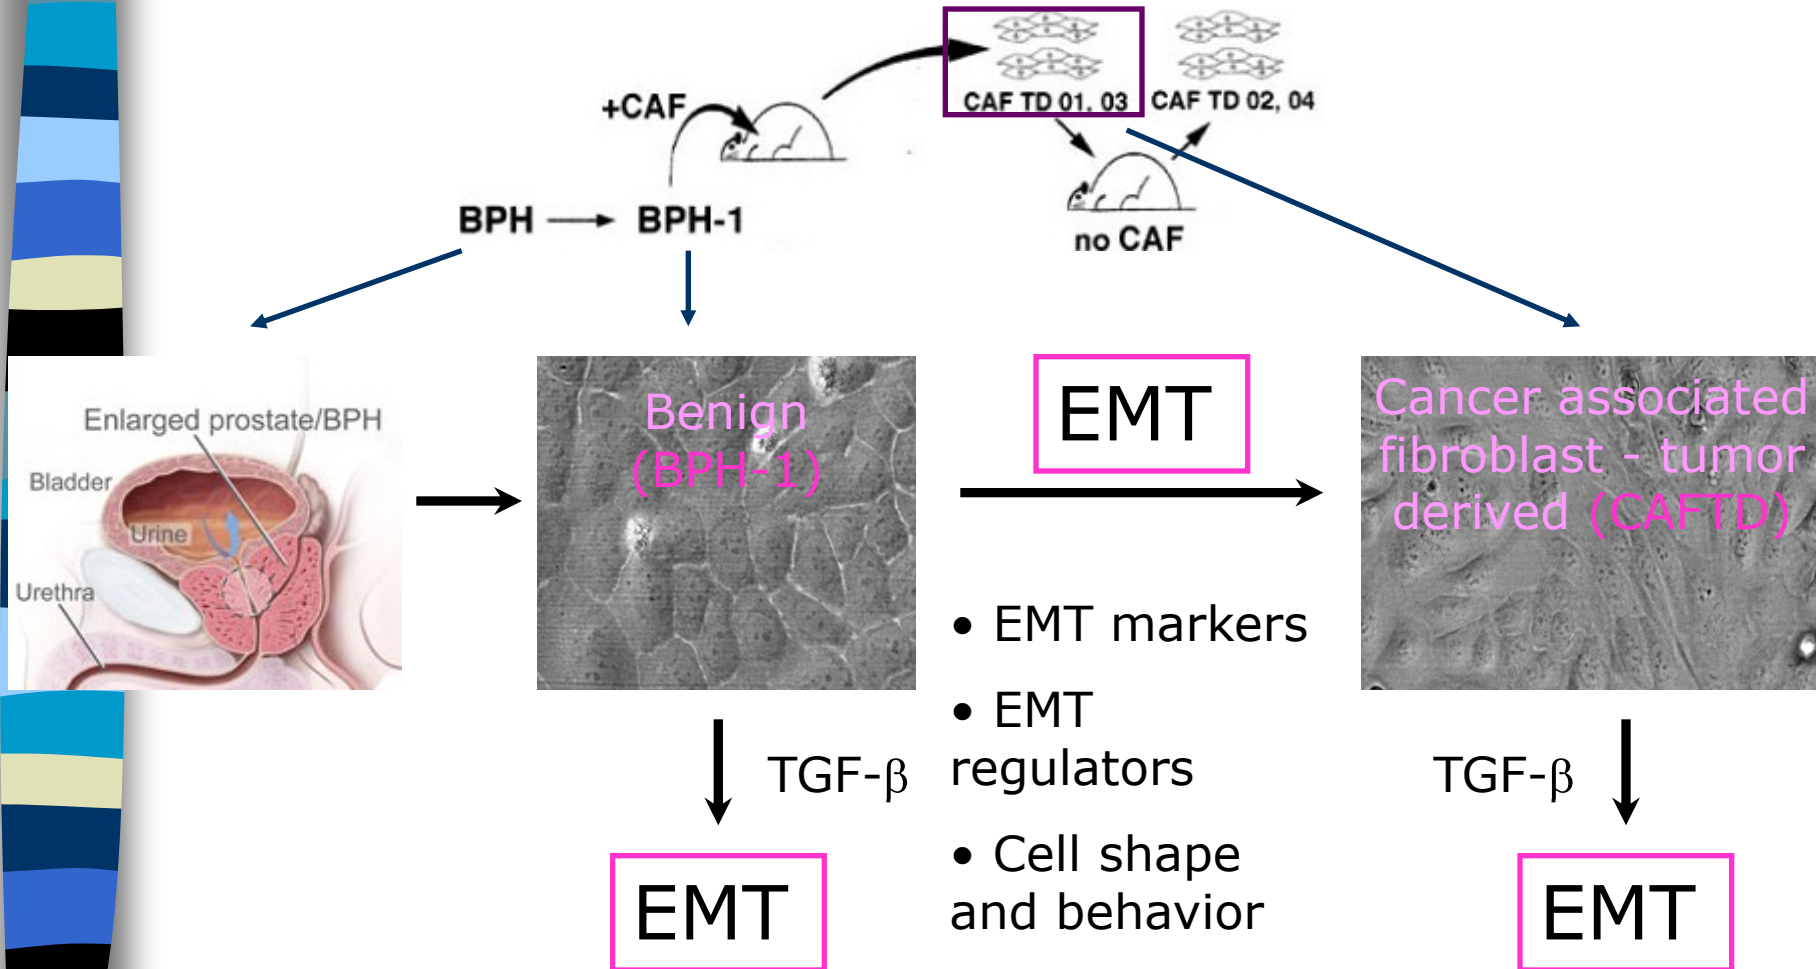 +CAF
CAF TD 01, 03
CAF TD 02, 04
BPH
BPH-1
no CAF
Enlarged prostate/BPH
Bladder
Urine
Urethra
Benign
(BPH-1)
EMT
Cancer associated
fibroblast - tumor
derived (CAFTD)
• EMT markers
• EMT
regulators
• Cell shape
and behavior
TGF-β
EMT
TGF-β
EMT